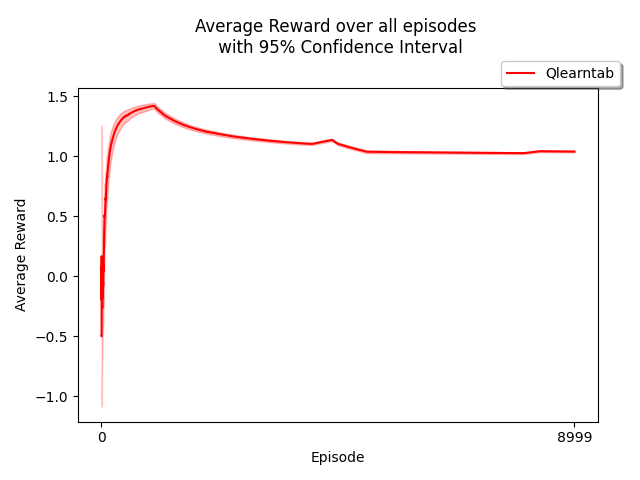 Average Reward over all episodes
with 95% Confidence Interval
Qlearntab
1.5
1.0
0.5
0.0
−0.5
−1.0
Average Reward
0
8999
Episode